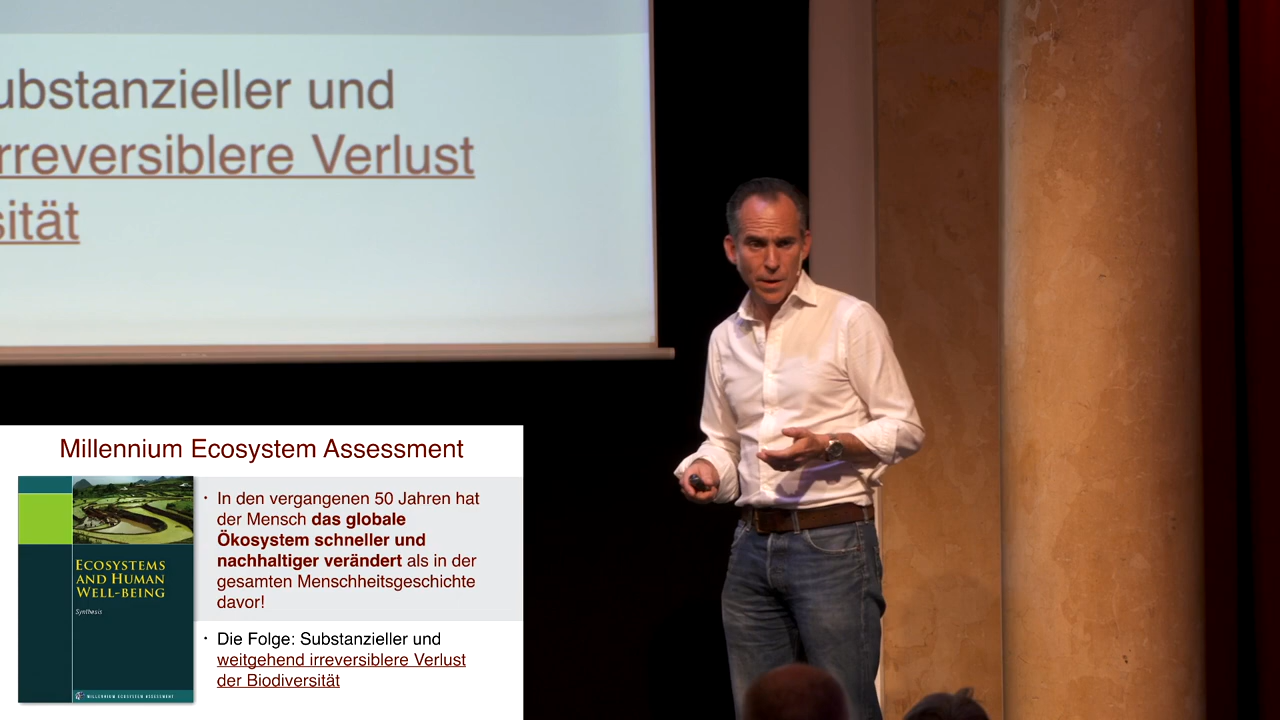 ubstanzieller und
rreversiblere Verlust
sität
Millennium Ecosystem Assessment
ECOSYSTEMS
AND HUMAN
WELL-BEING
Synthesis
MILLENNIUM ECOSYSTEM ASSESSMENT
• In den vergangenen 50 Jahren hat
der Mensch das globale
Ökosystem schneller und
nachhaltiger verändert als in der
gesamten Menschheitsgeschichte
davor!
• Die Folge: Substanzieller und
weitgehend irreversiblere Verlust
der Biodiversität